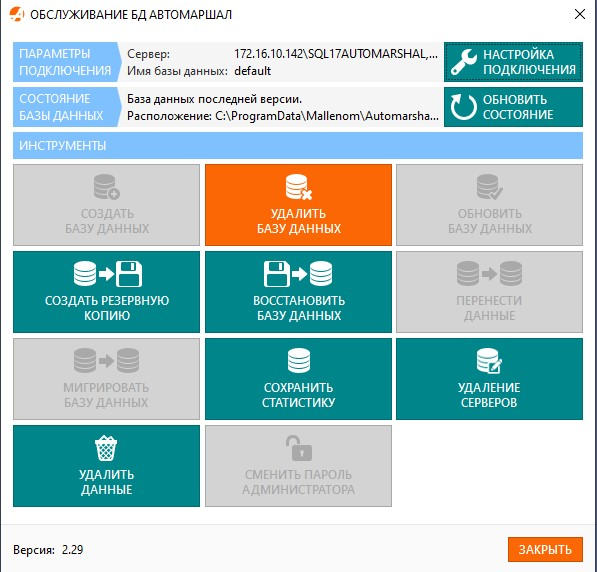 ОБСЛУЖИВАНИЕ БД АВТОМАРШАЛ
ПАРАМЕТРЫ
ПОДКЛЮЧЕНИЯ
Сервер: 172.16.10.142\SQL17AUTOMARSHAL,...
Имя базы данных: default
НАСТРОЙКА
ПОДКЛЮЧЕНИЯ
СОСТОЯНИЕ
БАЗЫ ДАННЫХ
База данных последней версии.
Расположение: C:\ProgramData\Mallenom\Automarsha...
ОБНОВИТЬ
СОСТОЯНИЕ
ИНСТРУМЕНТЫ
СОЗДАТЬ
БАЗУ ДАННЫХ
УДАЛИТЬ
БАЗУ ДАННЫХ
ОБНОВИТЬ
БАЗУ ДАННЫХ
СОЗДАТЬ РЕЗЕРВНУЮ
КОПИЮ
ВОССТАНОВИТЬ
БАЗУ ДАННЫХ
ПЕРЕНЕСТИ
ДАННЫЕ
МИГРИРОВАТЬ
БАЗУ ДАННЫХ
СОХРАНИТЬ
СТАТИСТИКУ
УДАЛЕНИЕ
СЕРВЕРОВ
УДАЛИТЬ
ДАННЫЕ
СМЕНИТЬ ПАРОЛЬ
АДМИНИСТРАТОРА
Версия: 2.29
ЗАКРЫТЬ